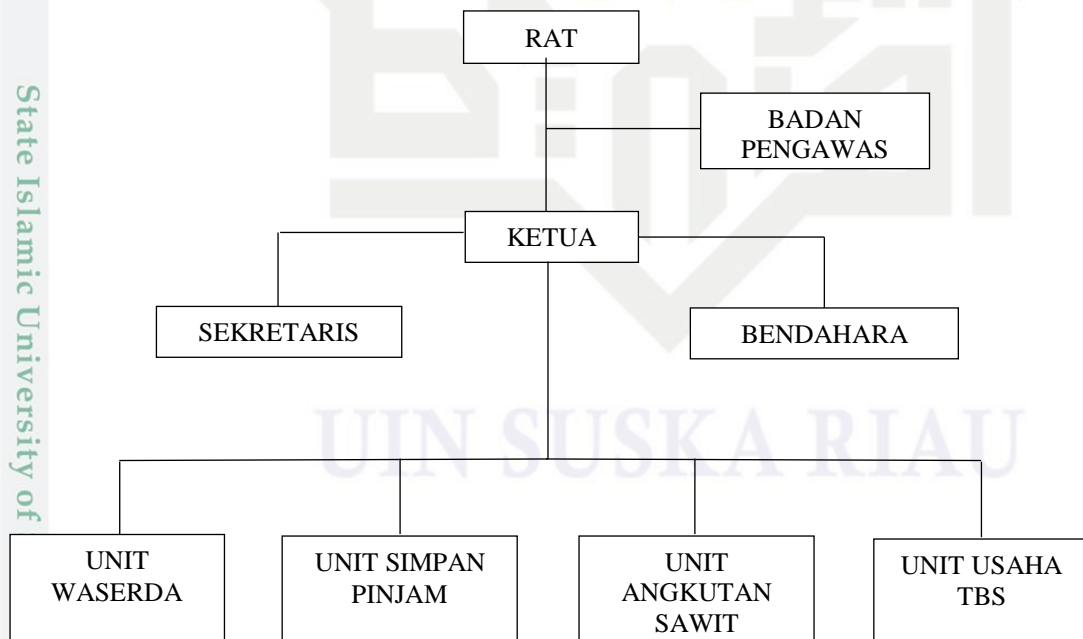 RAT
BADAN
PENGAWAS
KETUA
SEKRETARIS
BENDAHARA
UIN SUSKA RIAU
UNIT
WASERDA
UNIT SIMPAN
PINJAM
UNIT
ANGKUTAN
SAWIT
UNIT USAHA
TBS
State Islamic University of